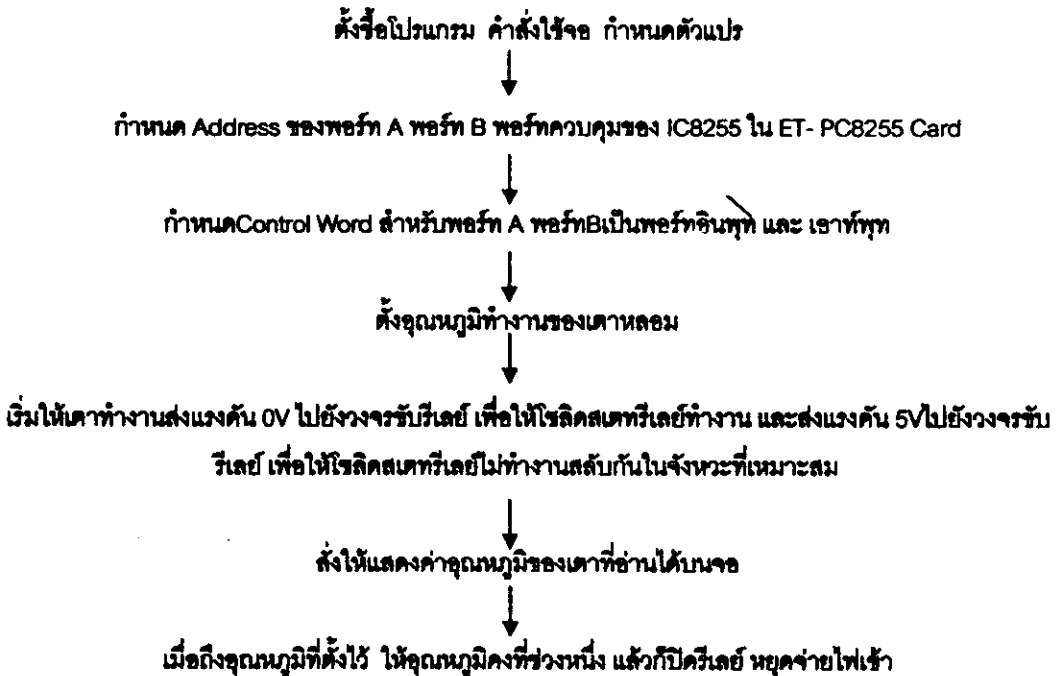 ตั้งชื่อโปรแกรม คำสั่งใช้จอ กำหนดตัวแปร
กำหนด Address ของพอร์ท A พอร์ท B พอร์ทควบคุมของ IC8255 ใน ET- PC8255 Card
กำหนดControl Word สำหรับพอร์ท A พอร์ทBเป็นพอร์ทอินพุท และ เอาท์พุท
ตั้งอุณหภูมิทำงานของเตาหลอม
เริ่มให้เตาทำงานส่งแรงดัน 0V ไปยังวงจรขับรีเลย์ เพื่อให้โซลิดสเตทรีเลย์ทำงาน และส่งแรงดัน 5Vไปยังวงจรขับ
รีเลย์ เพื่อให้โซลิดสเตทรีเลย์ไม่ทำงานสลับกันในจังหวะที่เหมาะสม
สั่งให้แสดงค่าอุณหภูมิของเตาที่อ่านได้บนจอ
เมื่อถึงอุณหภูมิที่ตั้งไว้ ให้อุณหภูมิคงที่ช่วงหนึ่ง แล้วก็ปิดรีเลย์ หยุดจ่ายไฟเข้า